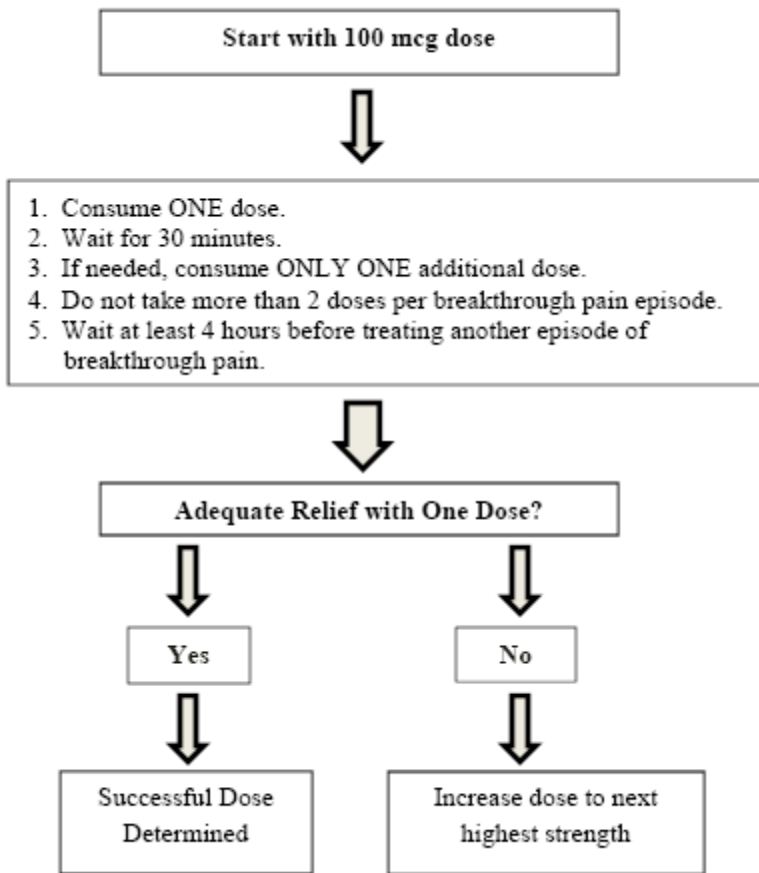 Start with 100 mcg dose
1. Consume ONE dose.
2. Wait for 30 minutes.
3. If needed, consume ONLY ONE additional dose.
4. Do not take more than 2 doses per breakthrough pain episode.
5. Wait at least 4 hours before treating another episode of
breakthrough pain.
Adequate Relief with One Dose?
Yes
No
Successful Dose
Determined
Increase dose to next
highest strength